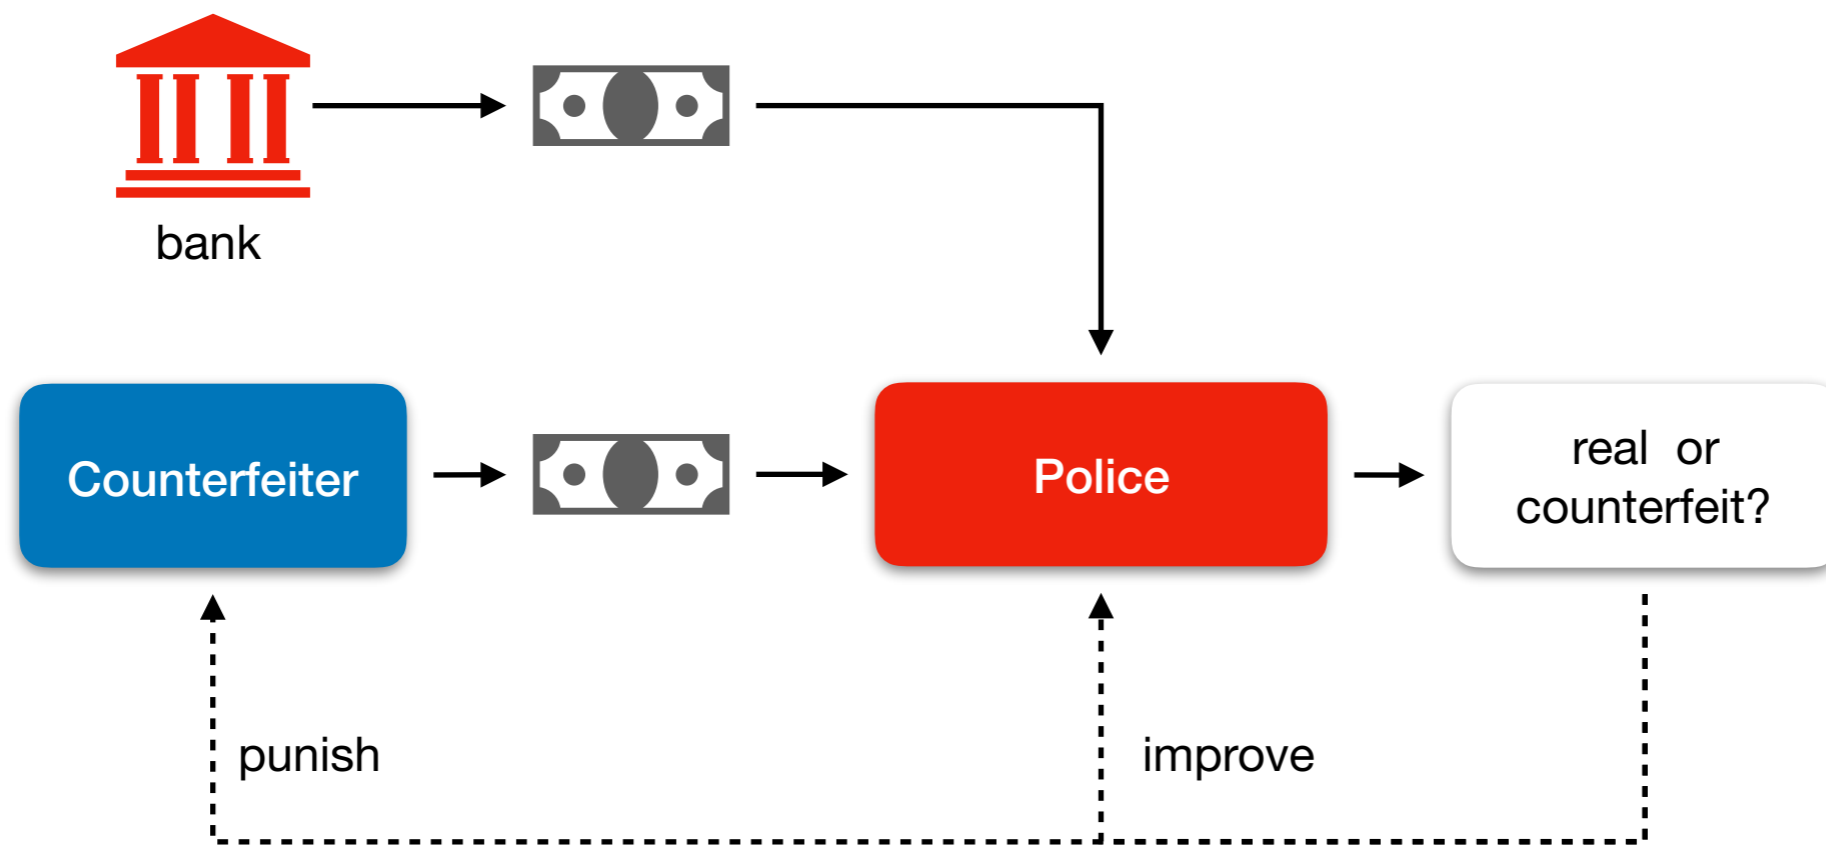 bank
Counterfeiter
Police
real or
counterfeit?
punish
improve